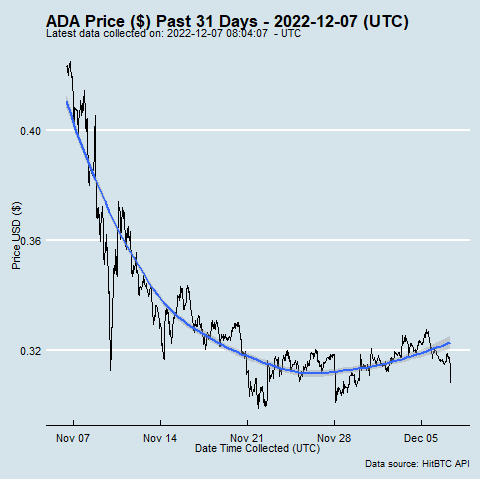 ADA Price ($) Past 31 Days - 2022-12-07 (UTC)
Latest data collected on: 2022-12-07 08:04:07 - UTC
0.40
0.36
0.32
Price USD ($)
Nov 07 Nov 14 Nov 21 Nov 28 Dec 05
Date Time Collected (UTC)
Data source: HitBTC API